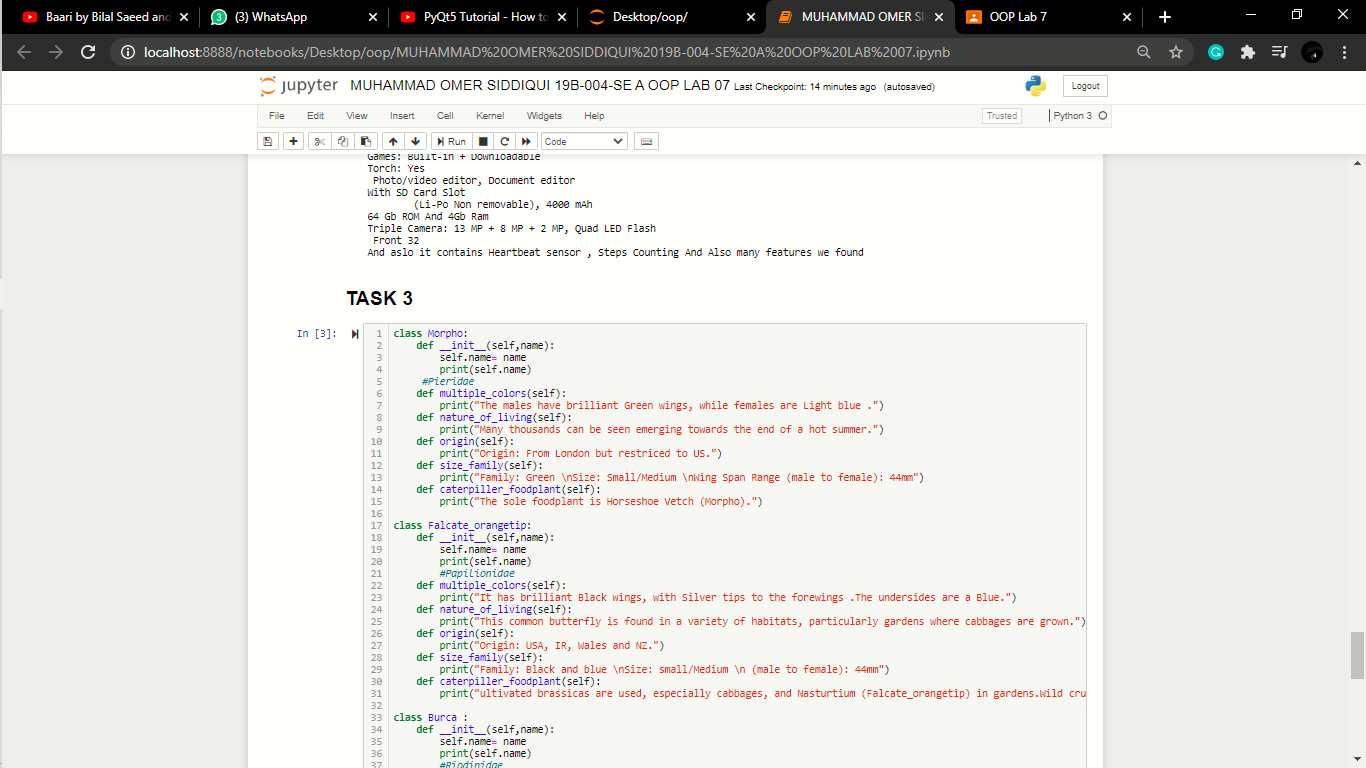 Baari by Bilal Saeed and
(3) WhatsApp
PyQt5 Tutorial - How to
Desktop/oop/
MUHAMMAD OMER SI
OOP Lab 7
localhost:8888/notebooks/Desktop/oop/MUHAMMAD%20OMER%20SIDDIQUI%2019B-004-SE%20A%20OOP%20LAB%2007.ipynb
jupyter MUHAMMAD OMER SIDDIQUI 19B-004-SE A OOP LAB 07 Last Checkpoint: 14 minutes ago (autosaved)
Logout
File Edit View Insert Cell Kernel Widgets Help
Trusted
Python 3
Run
Code
Games: Built-in + Downloadable
Torch: Yes
Photo/video editor, Document editor
With SD Card Slot
(Li-Po Non removable), 4000 mAh
64 Gb ROM And 4Gb Ram
Triple Camera: 13 MP + 8 MP + 2 MP, Quad LED Flash
Front 32
And aslo it contains Heartbeat sensor , Steps Counting And Also many features we found
TASK 3
In [3]:
1 class Morpho:
2 def __init__(self,name):
3 self.name= name
4 print(self.name)
5 #Pieridae
6 def multiple_colors(self):
7 print("The males have brilliant Green wings, while females are Light blue .")
8 def nature_of_living(self):
9 print("Many thousands can be seen emerging towards the end of a hot summer.")
10 def origin(self):
11 print("Origin: From London but restriced to US.")
12 def size_family(self):
13 print("Family: Green \nSize: Small/Medium \nWing Span Range (male to female): 44mm")
14 def caterpiller_foodplant(self):
15 print("The sole foodplant is Horseshoe Vetch (Morpho).")
16
17 class Falcate_orangetip:
18 def __init__(self,name):
19 self.name= name
20 print(self.name)
21 #Papilionidae
22 def multiple_colors(self):
23 print("It has brilliant Black wings, with Silver tips to the forewings .The undersides are a Blue.")
24 def nature_of_living(self):
25 print("This common butterfly is found in a variety of habitats, particularly gardens where cabbages are grown.")
26 def origin(self):
27 print("Origin: USA, IR, Wales and NZ.")
28 def size_family(self):
29 print("Family: Black and blue \nSize: small/Medium \n (male to female): 44mm")
30 def caterpiller_foodplant(self):
31 print("ultivated brassicas are used, especially cabbages, and Nasturtium (Falcate_orangetip) in gardens.Wild cru
32
33 class Burca :
34 def __init__(self,name):
35 self.name= name
36 print(self.name)
37 #Riodinidae